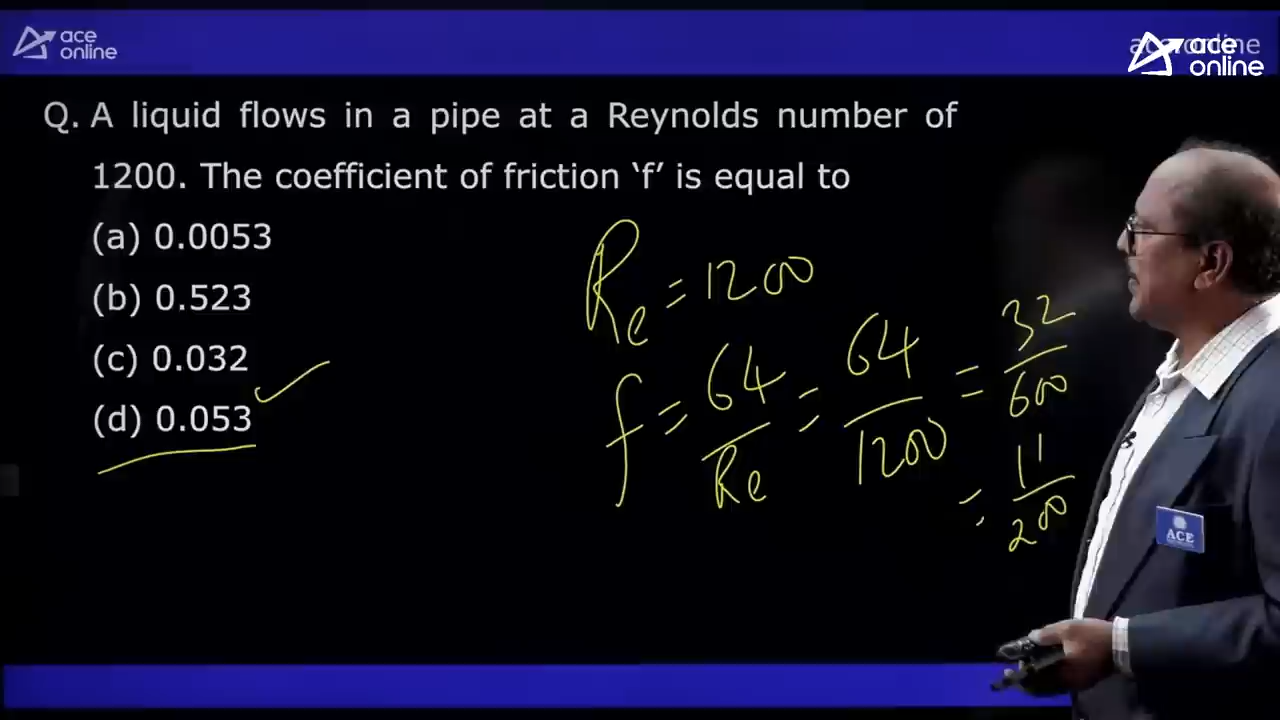 ace
online
ace
online
Q. A liquid flows in a pipe at a Reynolds number of
1200. The coefficient of friction ‘f’ is equal to
(a) 0.0053
(b) 0.523
(c) 0.032
(d) 0.053
Re = 1200
f = 64/Re = 64/1200 = 32/600
= 11/200
ACE